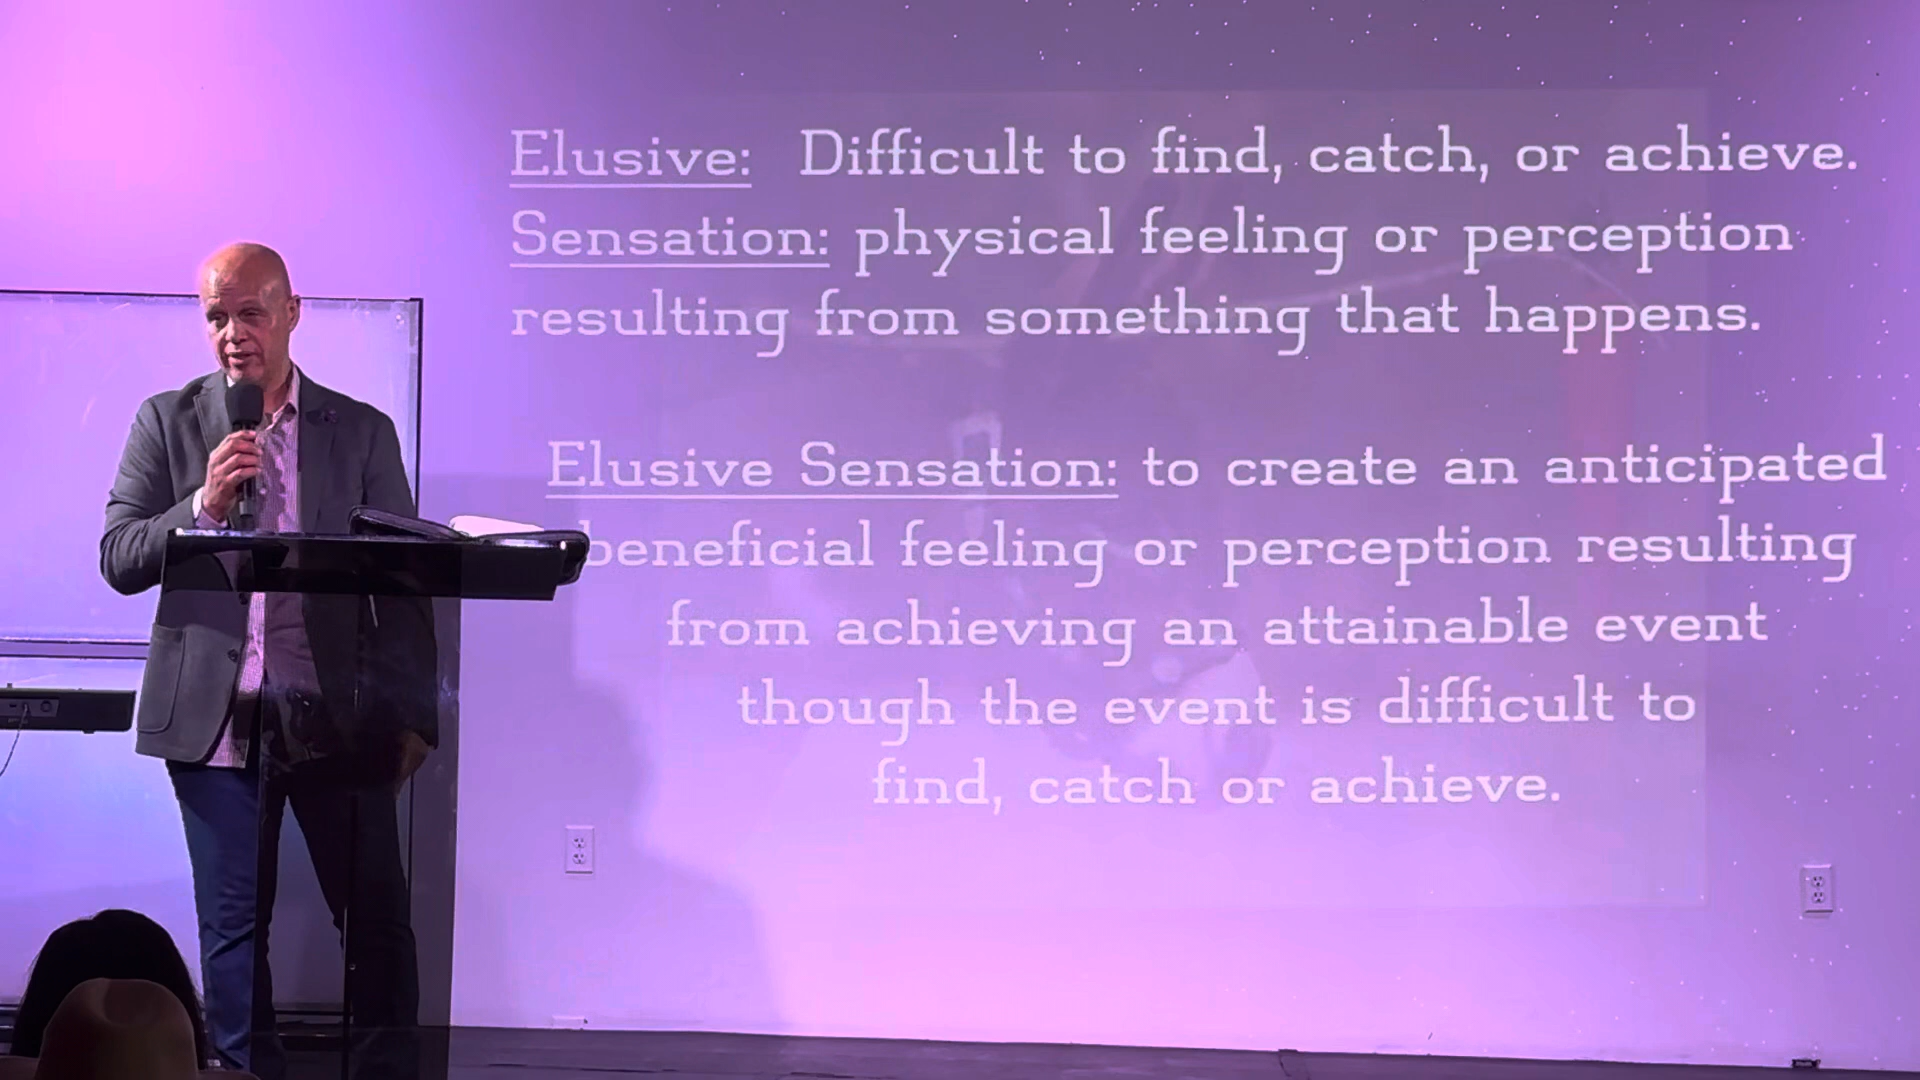 Elusive: Difficult to find, catch, or achieve.
Sensation: physical feeling or perception
resulting from something that happens.
Elusive Sensation: to create an anticipated
beneficial feeling or perception resulting
from achieving an attainable event
though the event is difficult to
find, catch or achieve.